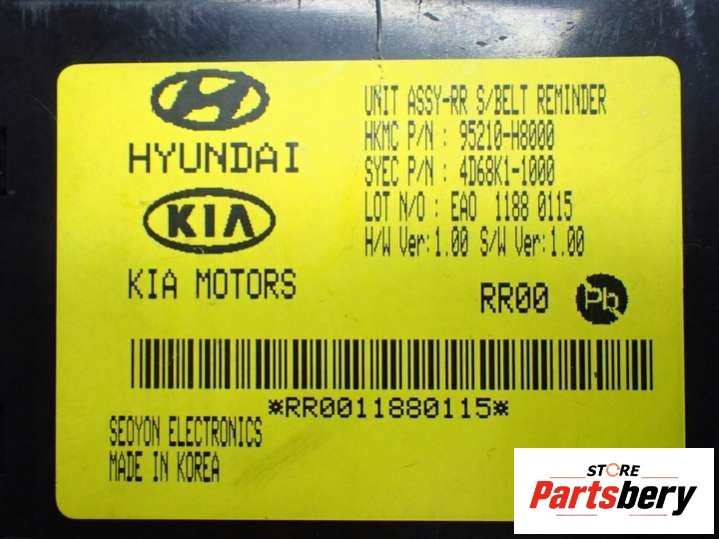 HYUNDAI
KIA
KIA MOTORS
UNIT ASSY-RR S/BELT REMINDER
HKMC P/N : 95210-H8000
SYEC P/N : 4D68K1-1000
LOT N/O : EAO 1188 0115
H/W Ver:1.00 S/W Ver:1.00
RR00 Pb
*RR0011880115*
SEOYON ELECTRONICS
MADE IN KOREA
STORE
Partsbery